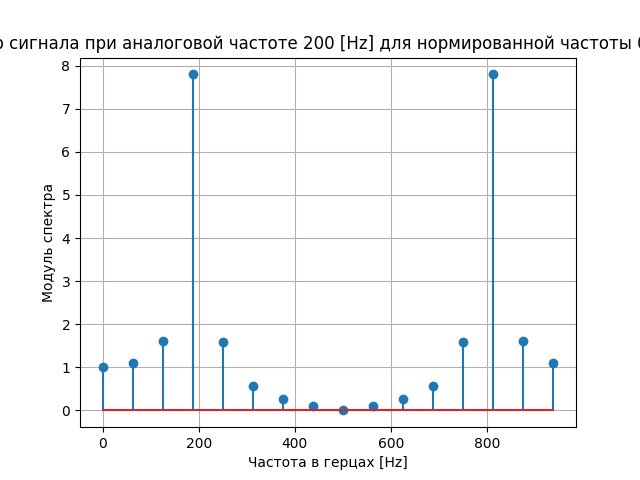 сигнала при аналоговой частоте 200 [Hz] для нормированной частоты
8
7
6
5
4
3
2
1
0
Модуль спектра
0 200 400 600 800
Частота в герцах [Hz]